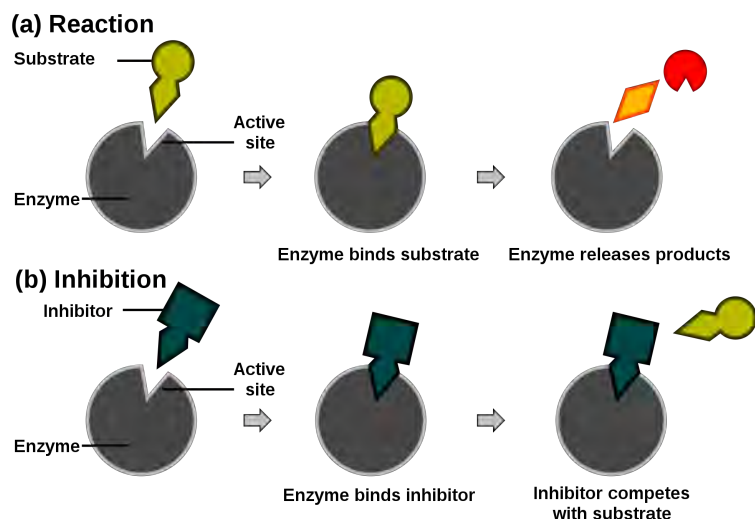 (a) Reaction
Substrate
Active
site
Enzyme
Enzyme binds substrate
Enzyme releases products
(b) Inhibition
Inhibitor
Active
site
Enzyme
Enzyme binds inhibitor
Inhibitor competes
with substrate